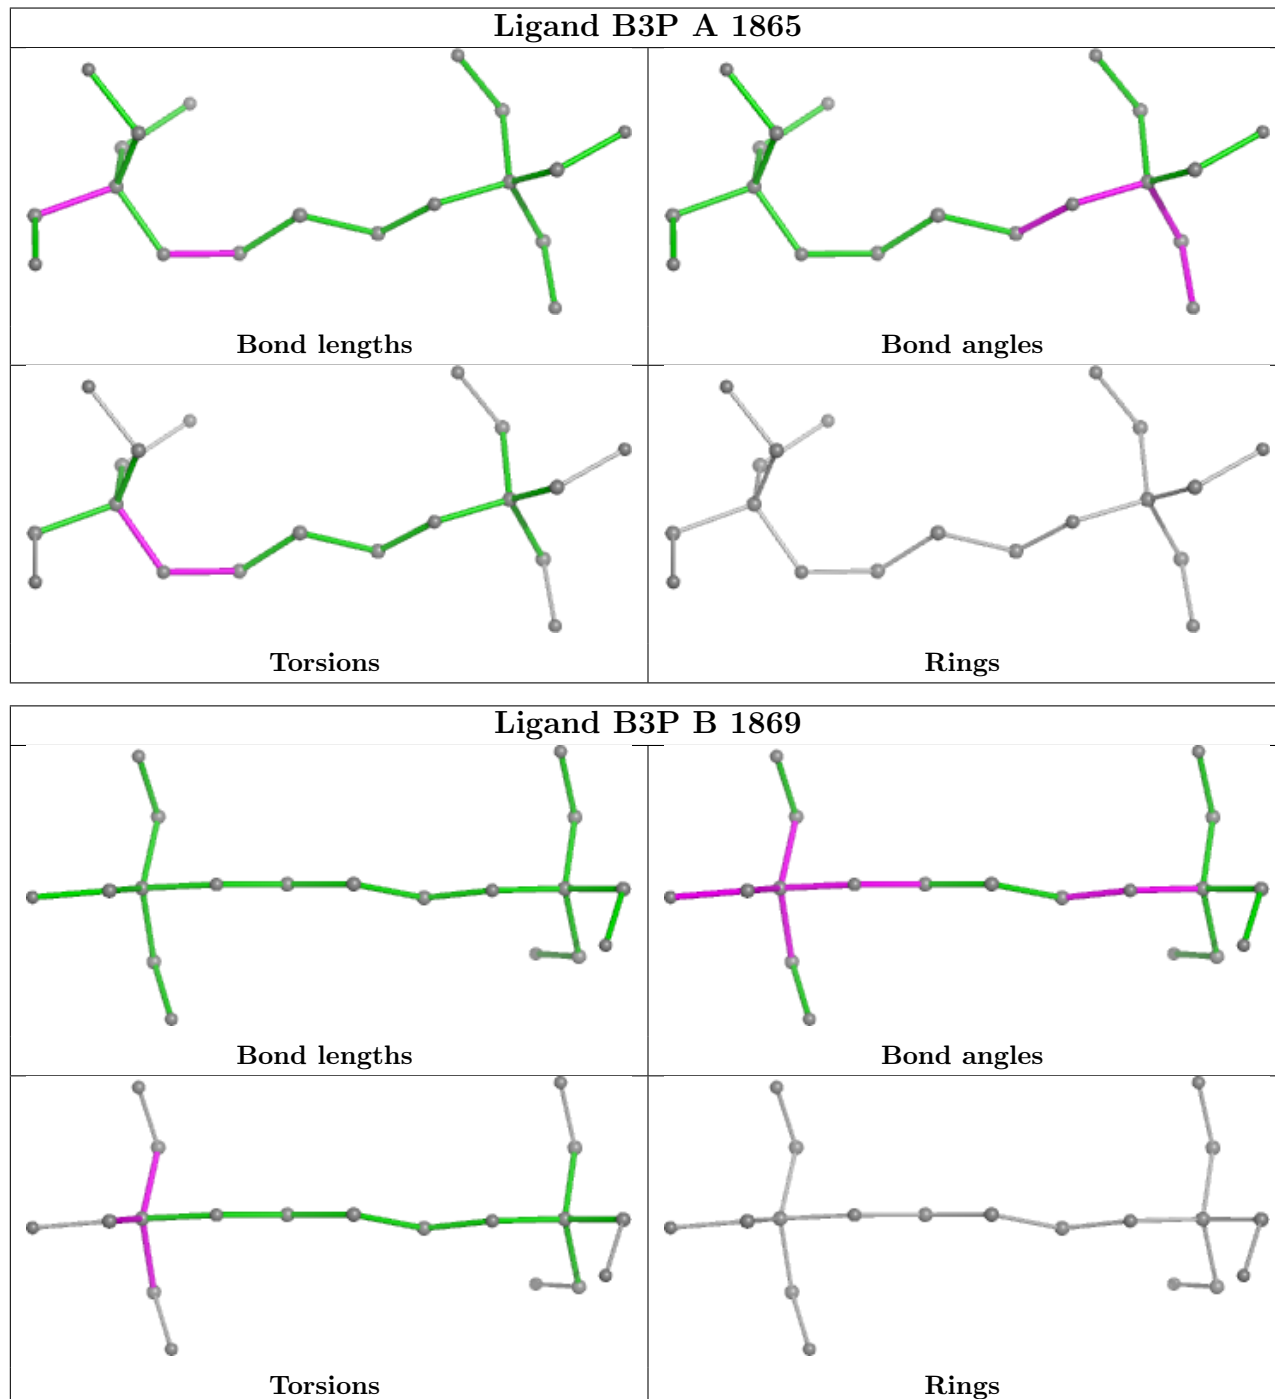 Ligand B3P A 1865
Bond lengths
Bond angles
Torsions
Rings
Ligand B3P B 1869
Bond lengths
Bond angles
Torsions
Rings